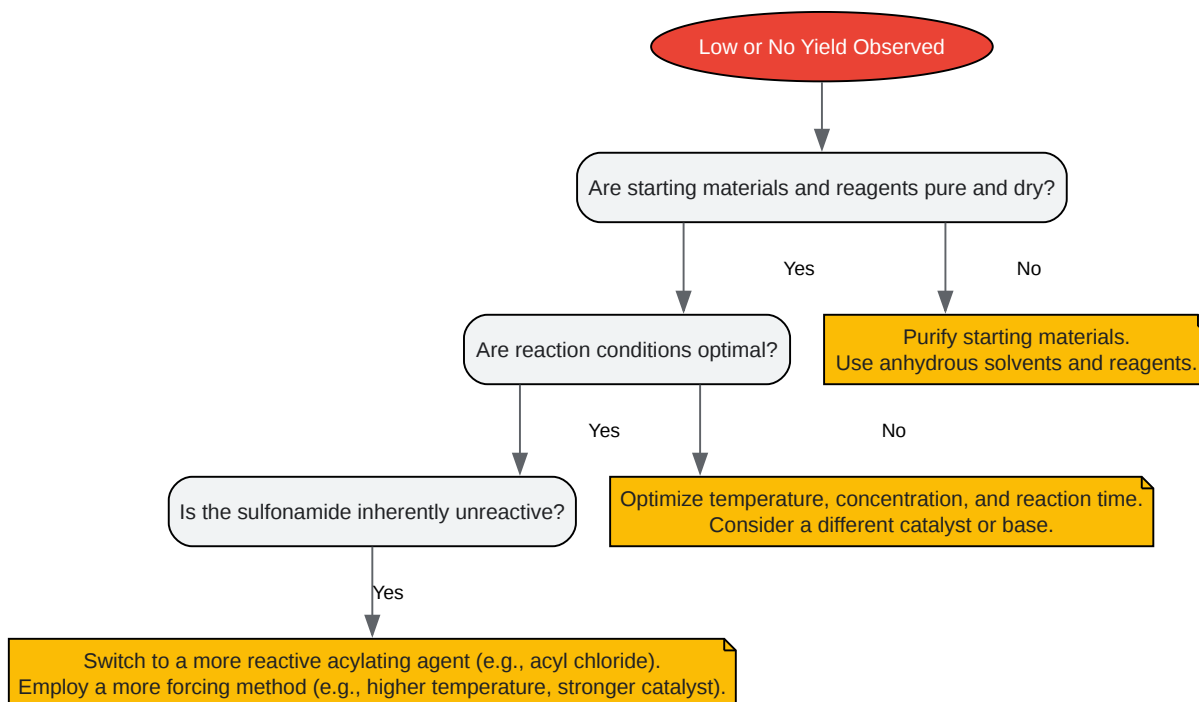 Low or No Yield Observed
Are starting materials and reagents pure and dry?
Yes
No
Are reaction conditions optimal?
Purify starting materials.
Use anhydrous solvents and reagents.
Yes
No
Is the sulfonamide inherently unreactive?
Optimize temperature, concentration, and reaction time.
Consider a different catalyst or base.
Yes
Switch to a more reactive acylating agent (e.g., acyl chloride).
Employ a more forcing method (e.g., higher temperature, stronger catalyst).